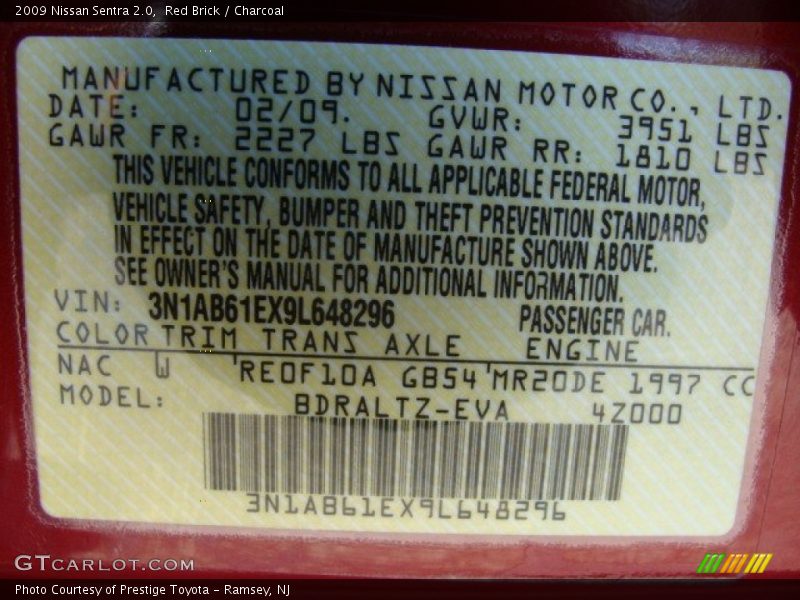 2009 Nissan Sentra 2.0, Red Brick / Charcoal
MANUFACTURED BY NISSAN MOTOR CO., LTD.
DATE: 02/09. GVWR: 3951 LBS
GAWR FR: 2227 LBS GAWR RR: 1810 LBS
THIS VEHICLE CONFORMS TO ALL APPLICABLE FEDERAL MOTOR,
VEHICLE SAFETY, BUMPER AND THEFT PREVENTION STANDARDS
IN EFFECT ON THE DATE OF MANUFACTURE SHOWN ABOVE.
SEE OWNER'S MANUAL FOR ADDITIONAL INFORMATION.
VIN: 3N1AB61EX9L648296 PASSENGER CAR.
COLOR TRIM TRANS AXLE ENGINE
NAC W RE0F10A GB54 MR20DE 1997 CC
MODEL: BDRALTZ-EVA 4Z000
3N1AB61EX9L648296
GTCARLOT.COM
Photo Courtesy of Prestige Toyota - Ramsey, NJ